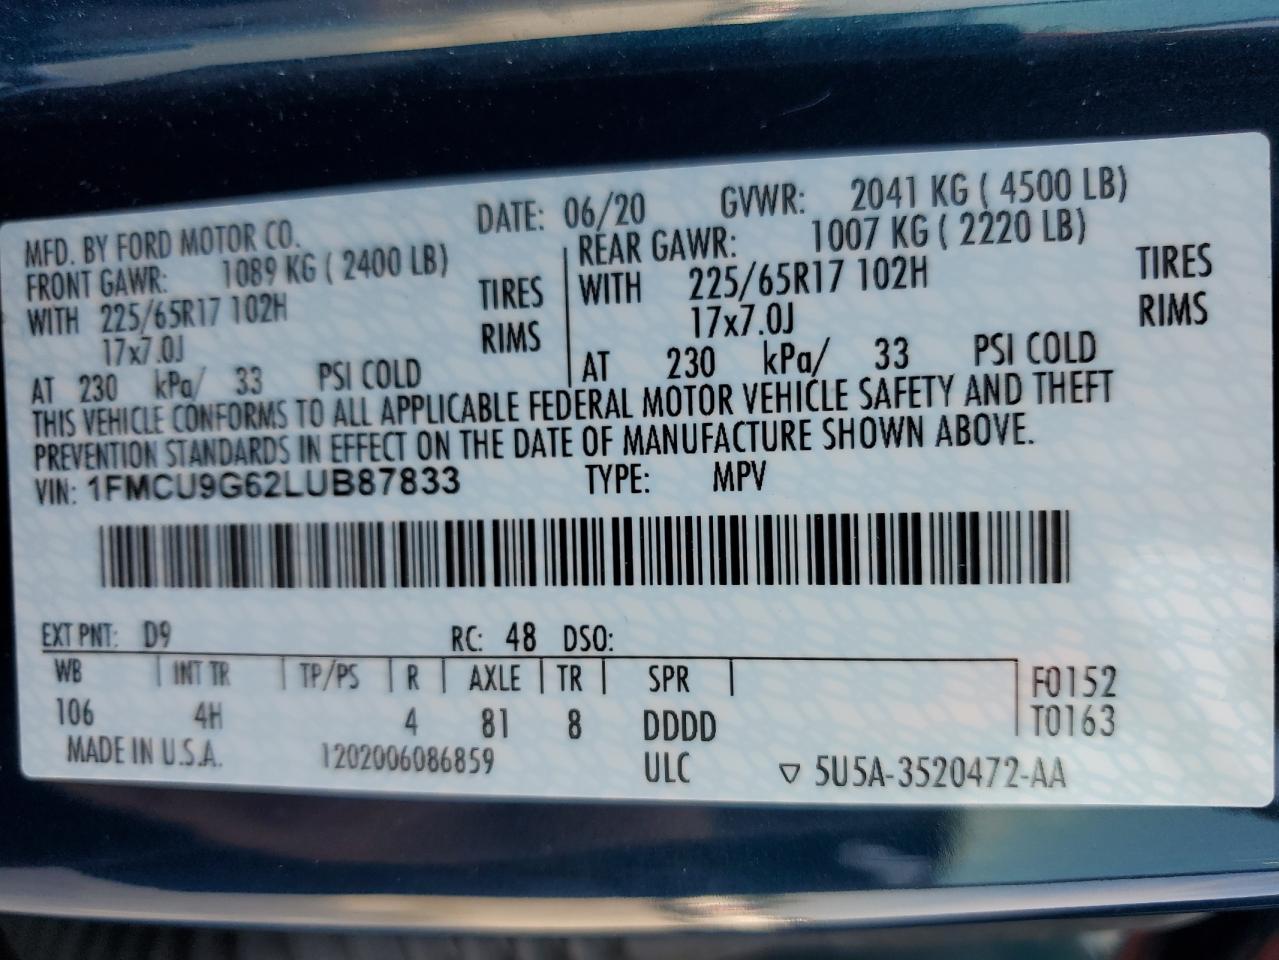 MFD. BY FORD MOTOR CO. DATE: 06/20 GVWR: 2041 KG ( 4500 LB)
FRONT GAWR: 1089 KG ( 2400 LB) REAR GAWR: 1007 KG ( 2220 LB)
WITH 225/65R17 102H TIRES WITH 225/65R17 102H TIRES
17x7.0J RIMS 17x7.0J RIMS
AT 230 kPa/ 33 PSI COLD AT 230 kPa/ 33 PSI COLD
THIS VEHICLE CONFORMS TO ALL APPLICABLE FEDERAL MOTOR VEHICLE SAFETY AND THEFT
PREVENTION STANDARDS IN EFFECT ON THE DATE OF MANUFACTURE SHOWN ABOVE.
VIN: 1FMCU9G62LUB87833 TYPE: MPV
EXT PNT: D9 RC: 48 DSO:
WB INT TR TP/PS R AXLE TR SPR F0152
106 4H 4 81 8 DDDD T0163
MADE IN U.S.A. 1202006086859 ULC ▽ 5U5A-3520472-AA